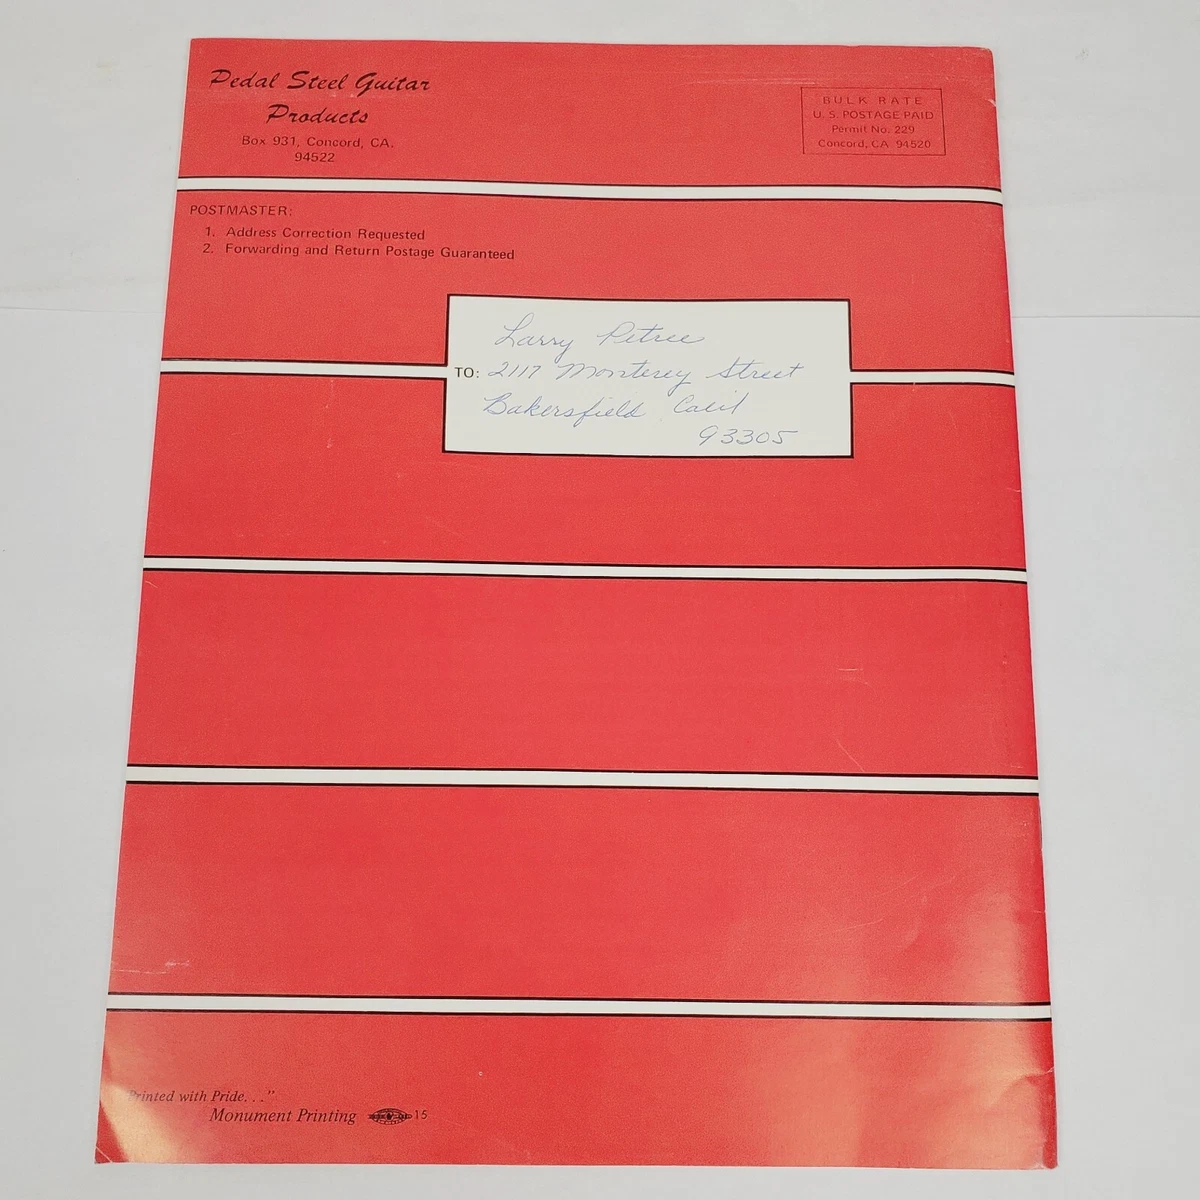 Pedal Steel Guitar
Products
Box 931, Concord, CA.
94522
BULK RATE
U. S. POSTAGE PAID
Permit No. 229
Concord, CA 94520
POSTMASTER:
1. Address Correction Requested
2. Forwarding and Return Postage Guaranteed
Larry Petree
TO: 2117 Monterey Street
Bakersfield Calif
93305
Printed with Pride. . ."
Monument Printing 15